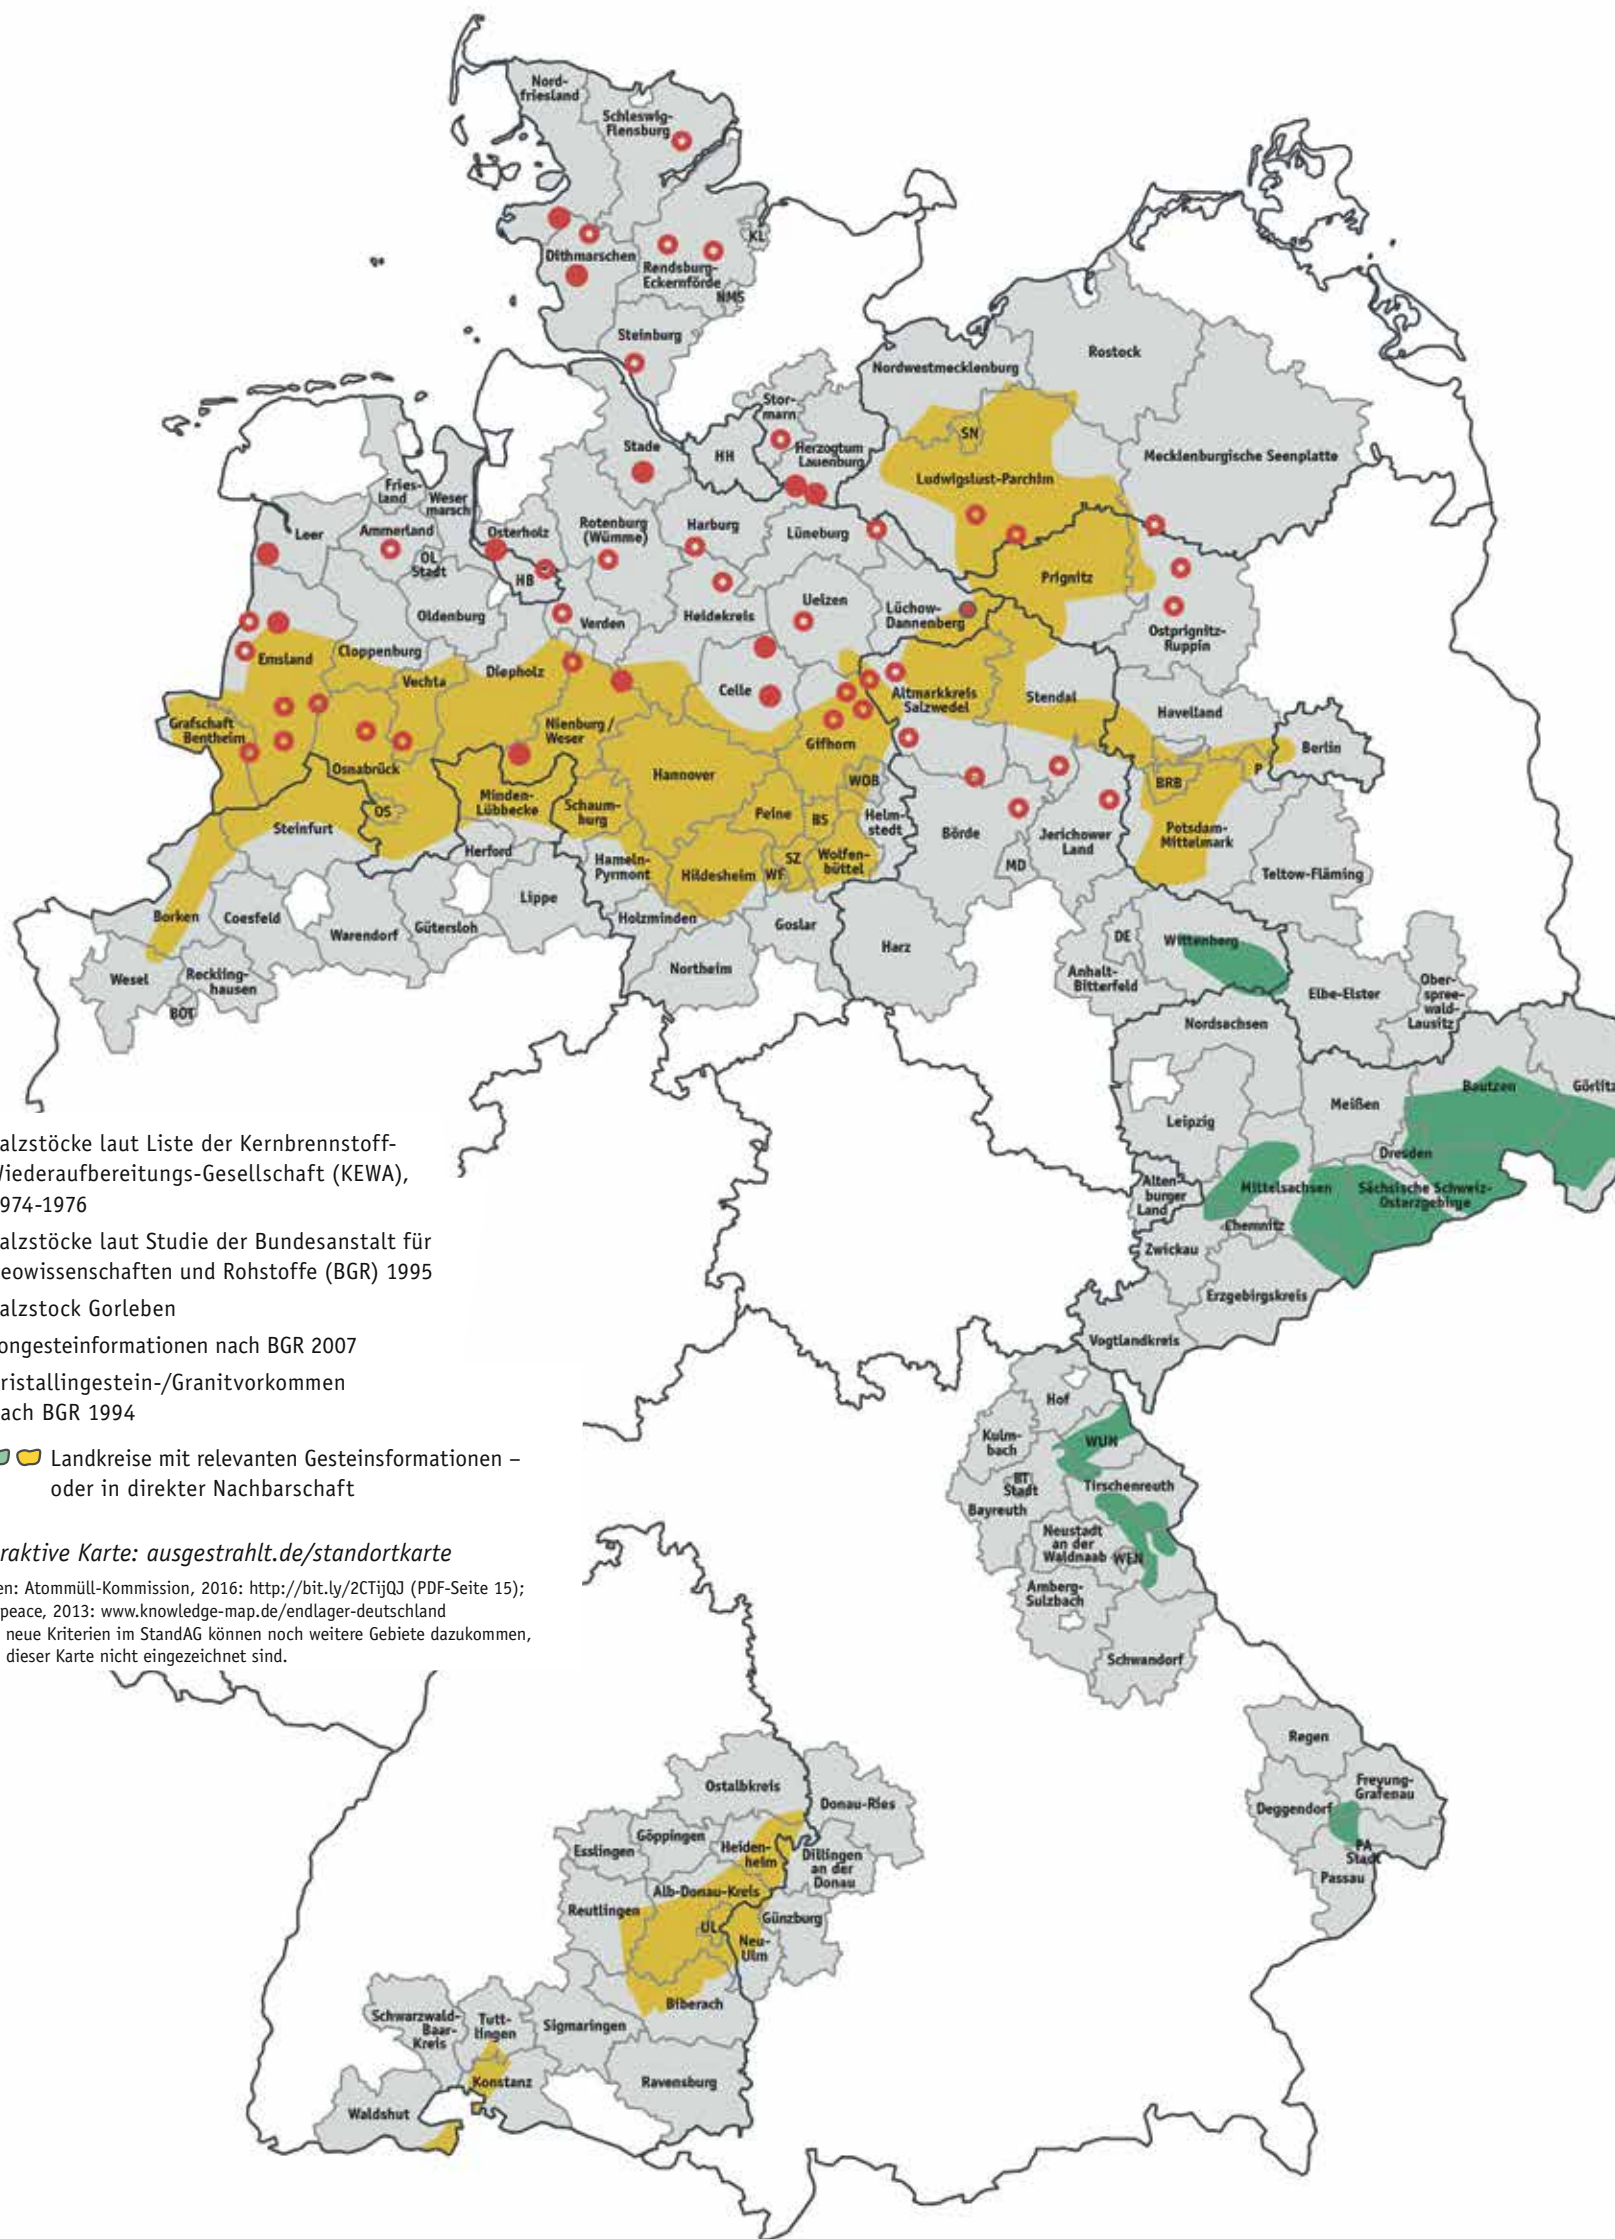 Nord-
friesland
Schleswig-
Flensburg
KL
Dithmarschen
Rendsburg-
Eckernförde
NMS
Steinburg
Rostock
Nordwestmecklenburg
Stor-
marn
SN
Stade
HH
Herzogtum
Lauenburg
Mecklenburgische Seenplatte
Ludwigslust-Parchim
Fries-
land
Weser
marsch
Leer
Ammerland
Osterholz
Rotenburg
(Wümme)
Harburg
Lüneburg
OL
Stadt
HB
Prignitz
Oldenburg
Verden
Heidekreis
Uelzen
Lüchow-
Dannenberg
Ostprignitz-
Ruppin
Emsland
Cloppenburg
Vechta
Diepholz
Celle
Altmarkkreis
Salzwedel
Stendal
Havelland
Grafschaft
Bentheim
Nienburg /
Weser
Gifhorn
Berlin
Osnabrück
Hannover
WOB
BRB
P
Minden-
Lübbecke
Schaum-
burg
OS
Peine
BS
Helm-
stedt
Steinfurt
Börde
Jerichower
Land
Potsdam-
Mittelmark
Herford
Hameln-
Pyrmont
Hildesheim
SZ
WF
Wolfen-
büttel
MD
Teltow-Fläming
Lippe
Borken
Coesfeld
Warendorf
Gütersloh
Holzminden
Goslar
Harz
DE
Wittenberg
Wesel
Reckling-
hausen
Northeim
Anhalt-
Bitterfeld
Elbe-Elster
Ober-
spree-
wald-
Lausitz
BOT
Nordsachsen
Bautzen
Görlitz
Meißen
Leipzig
Dresden
Alten-
burger
Land
Mittelsachsen
Sächsische Schweiz-
Osterzgebirge
Chemnitz
Zwickau
Erzgebirgskreis
Vogtlandkreis
alzstöcke laut Liste der Kernbrennstoff-
Wiederaufbereitungs-Gesellschaft (KEWA),
974-1976
alzstöcke laut Studie der Bundesanstalt für
eowissenschaften und Rohstoffe (BGR) 1995
alzstock Gorleben
ongesteinformationen nach BGR 2007
ristallingestein-/Granitvorkommen
ach BGR 1994
Landkreise mit relevanten Gesteinsformationen –
oder in direkter Nachbarschaft
raktive Karte: ausgestrahlt.de/standortkarte
en: Atommüll-Kommission, 2016: http://bit.ly/2CTijQJ (PDF-Seite 15);
peace, 2013: www.knowledge-map.de/endlager-deutschland
neue Kriterien im StandAG können noch weitere Gebiete dazukommen,
dieser Karte nicht eingezeichnet sind.
Hof
Kulm-
bach
WUN
BT
Stadt
Tirschenreuth
Bayreuth
Neustadt
an der
Waldnaab
WEN
Amberg-
Sulzbach
Schwandorf
Regen
Freyung-
Grafenau
Deggendorf
PA
Stadt
Passau
Ostalbkreis
Donau-Ries
Göppingen
Esslingen
Heiden-
heim
Dillingen
an der
Donau
Alb-Donau-Kreis
Reutlingen
Günzburg
UL
Neu-
Ulm
Biberach
Schwarzwald-
Baar-
Kreis
Tutt-
lingen
Sigmaringen
Konstanz
Ravensburg
Waldshut